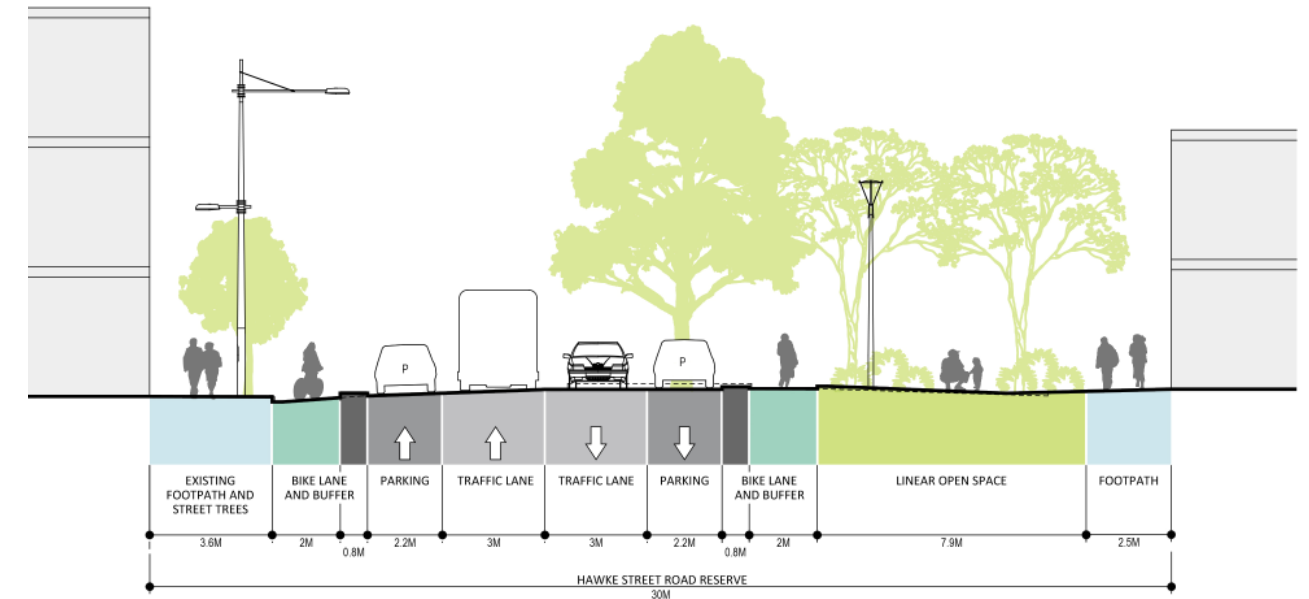 P
P
EXISTING
FOOTPATH AND
STREET TREES
BIKE LANE
AND BUFFER
PARKING
TRAFFIC LANE
TRAFFIC LANE
PARKING
BIKE LANE
AND BUFFER
LINEAR OPEN SPACE
FOOTPATH
3.6M
2M
0.8M
2.2M
3M
3M
2.2M
0.8M
2M
7.9M
2.5M
HAWKE STREET ROAD RESERVE
30M